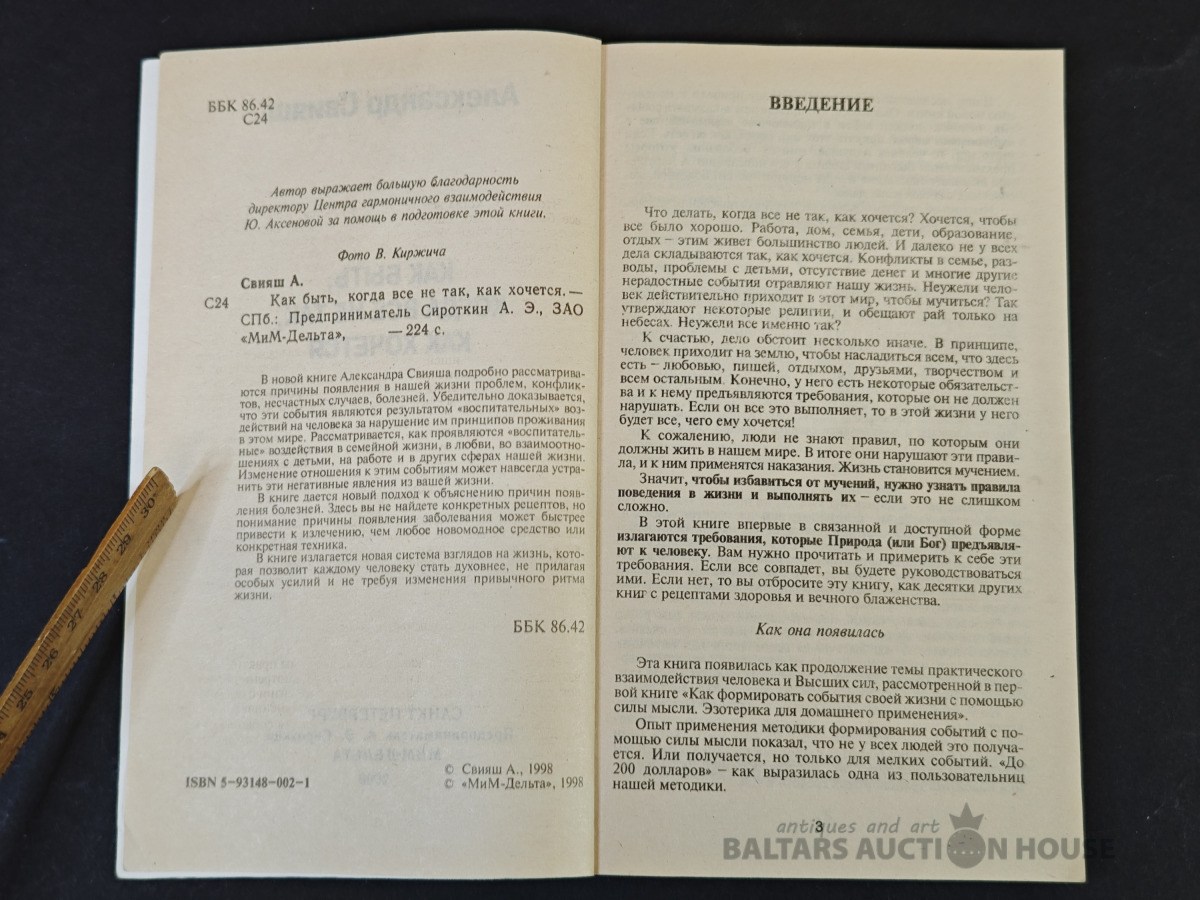 ББК 86.42
С24
Автор выражает большую благодарность
директору Центра гармоничного взаимодействия
Ю. Аксеновой за помощь в подготовке этой книги.
Фото В. Киржича
Свияш А.
С24 Как быть, когда все не так, как хочется.—
СПб.: Предприниматель Сироткин А. Э., ЗАО
«МиМ-Дельта», — 224 с.
В новой книге Александра Свияша подробно рассматрива-
ются причины появления в нашей жизни проблем, конфлик-
тов, несчастных случаев, болезней. Убедительно доказывается,
что эти события являются результатом «воспитательных» воз-
действий на человека за нарушение им принципов проживания
в этом мире. Рассматривается, как проявляются «воспитатель-
ные» воздействия в семейной жизни, в любви, во взаимоотно-
шениях с детьми, на работе и в других сферах нашей жизни.
Изменение отношения к этим событиям может навсегда устра-
нить эти негативные явления из вашей жизни.
В книге дается новый подход к объяснению причин появ-
ления болезней. Здесь вы не найдете конкретных рецептов, но
понимание причины появления заболевания может быстрее
привести к излечению, чем любое новомодное средство или
конкретная техника.
В книге излагается новая система взглядов на жизнь, кото-
рая позволит каждому человеку стать духовнее, не прилагая
особых усилий и не требуя изменения привычного ритма
жизни.
ББК 86.42
© Свияш А., 1998
ISBN 5-93148-002-1 © «МиМ-Дельта», 1998
ВВЕДЕНИЕ
Что делать, когда все не так, как хочется? Хочется, чтобы
все было хорошо. Работа, дом, семья, дети, образование,
отдых – этим живет большинство людей. И далеко не у всех
дела складываются так, как хочется. Конфликты в семье, раз-
воды, проблемы с детьми, отсутствие денег и многие другие
нерадостные события отравляют нашу жизнь. Неужели чело-
век действительно приходит в этот мир, чтобы мучиться? Так
утверждают некоторые религии, и обещают рай только на
небесах. Неужели все именно так?
К счастью, дело обстоит несколько иначе. В принципе,
человек приходит на землю, чтобы насладиться всем, что здесь
есть – любовью, пищей, отдыхом, друзьями, творчеством и
всем остальным. Конечно, у него есть некоторые обязательст-
ва и к нему предъявляются требования, которые он не должен
нарушать. Если он все это выполняет, то в этой жизни у него
будет все, чего ему хочется!
К сожалению, люди не знают правил, по которым они
должны жить в нашем мире. В итоге они нарушают эти прави-
ла, и к ним применятся наказания. Жизнь становится мучением.
Значит, чтобы избавиться от мучений, нужно узнать правила
поведения в жизни и выполнять их – если это не слишком
сложно.
В этой книге впервые в связанной и доступной форме
излагаются требования, которые Природа (или Бог) предъявля-
ют к человеку. Вам нужно прочитать и примерить к себе эти
требования. Если все совпадет, вы будете руководствоваться
ими. Если нет, то вы отбросите эту книгу, как десятки других
книг с рецептами здоровья и вечного блаженства.
Как она появилась
Эта книга появилась как продолжение темы практического
взаимодействия человека и Высших сил, рассмотренной в пер-
вой книге «Как формировать события своей жизни с помощью
силы мысли. Эзотерика для домашнего применения».
Опыт применения методики формирования событий с по-
мощью силы мысли показал, что не у всех людей это получа-
ется. Или получается, но только для мелких событий. «До
200 долларов» – как выразилась одна из пользовательниц
нашей методики.
3
antiques and art
BALTARS AUCTION HOUSE
24 25 26 27 28 29 30